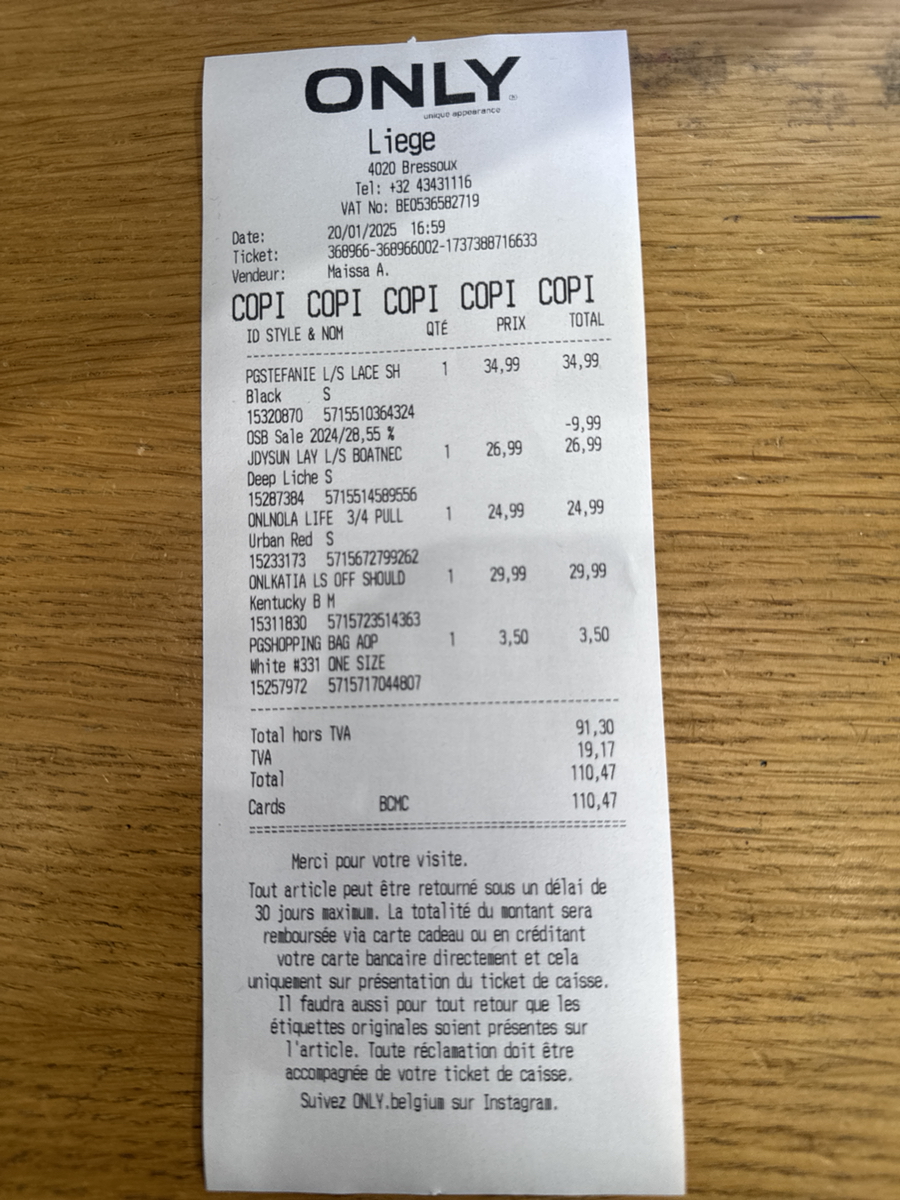 ONLY
unique appearance
Liege
4020 Bressoux
Tel: +32 43431116
VAT No: BE0536582719
Date: 20/01/2025 16:59
Ticket: 368966-368966002-1737388716633
Vendeur: Maissa A.
COPI COPI COPI COPI COPI
ID STYLE & NOM QTÉ PRIX TOTAL
PGSTEFANIE L/S LACE SH 1 34,99 34,99
Black S
15320870 5715510364324
OSB Sale 2024/28,55 % -9,99
JDYSUN LAY L/S BOATNEC 1 26,99 26,99
Deep Liche S
15287384 5715514589556
ONLNOLA LIFE 3/4 PULL 1 24,99 24,99
Urban Red S
15233173 5715672799262
ONLKATIA LS OFF SHOULD 1 29,99 29,99
Kentucky B M
15311830 5715723514363
PGSHOPPING BAG AOP 1 3,50 3,50
White #331 ONE SIZE
15257972 5715717044807
Total hors TVA 91,30
TVA 19,17
Total 110,47
Cards BCMC 110,47
Merci pour votre visite.
Tout article peut être retourné sous un délai de
30 jours maximum. La totalité du montant sera
remboursée via carte cadeau ou en créditant
votre carte bancaire directement et cela
uniquement sur présentation du ticket de caisse.
Il faudra aussi pour tout retour que les
étiquettes originales soient présentes sur
l'article. Toute réclamation doit être
accompagnée de votre ticket de caisse.
Suivez ONLY.belgium sur Instagram.